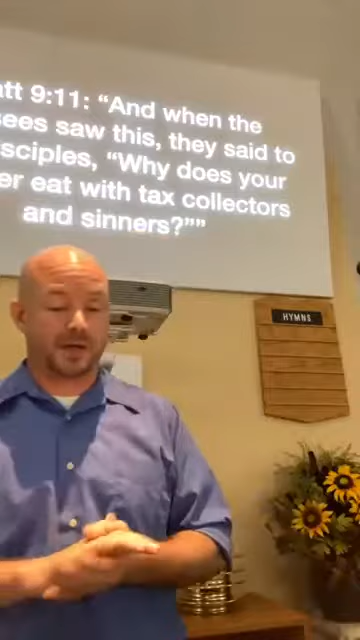 att 9:11: “And when the
sees saw this, they said to
sciples, “Why does your
er eat with tax collectors
and sinners?””
HYMNS